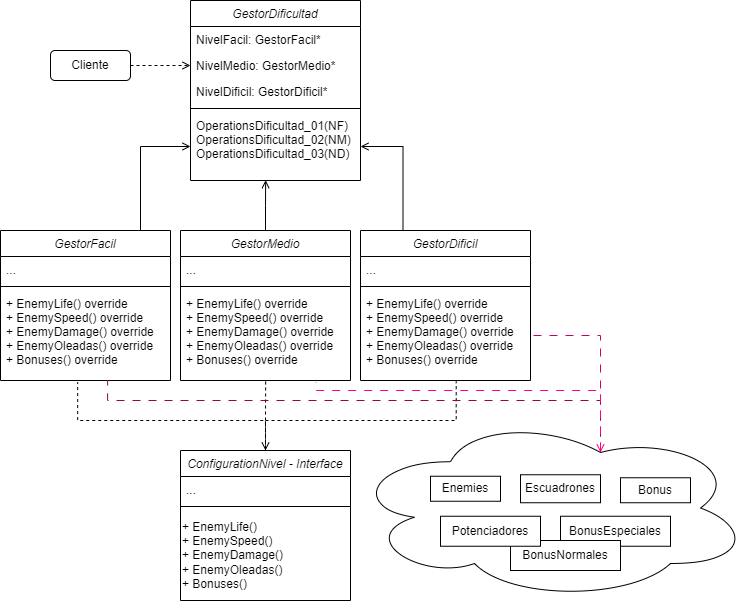 GestorDificultad
NivelFacil: GestorFacil*
NivelMedio: GestorMedio*
NivelDificil: GestorDificil*
OperationsDificultad_01(NF)
OperationsDificultad_02(NM)
OperationsDificultad_03(ND)
Cliente
GestorFacil
...
+ EnemyLife() override
+ EnemySpeed() override
+ EnemyDamage() override
+ EnemyOleadas() override
+ Bonuses() override
GestorMedio
+ EnemyLife() override
+ EnemySpeed() override
+ EnemyDamage() override
+ EnemyOleadas() override
+ Bonuses() override
GestorDificil
...
+ EnemyLife() override
+ EnemySpeed() override
+ EnemyDamage() override
+ EnemyOleadas() override
+ Bonuses() override
ConfigurationNivel - Interface
...
+ EnemyLife()
+ EnemySpeed()
+ EnemyDamage()
+ EnemyOleadas()
+ Bonuses()
Enemies
Escuadrones
Bonus
Potenciadores
BonusEspeciales
BonusNormales